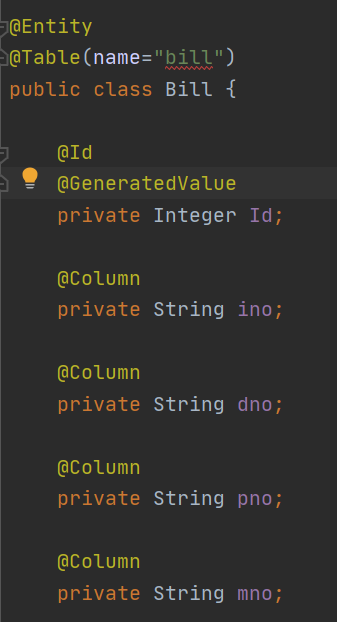 @Entity
@Table(name="bill")
public class Bill {
@Id
@GeneratedValue
private Integer Id;
@Column
private String ino;
@Column
private String dno;
@Column
private String pno;
@Column
private String mno;